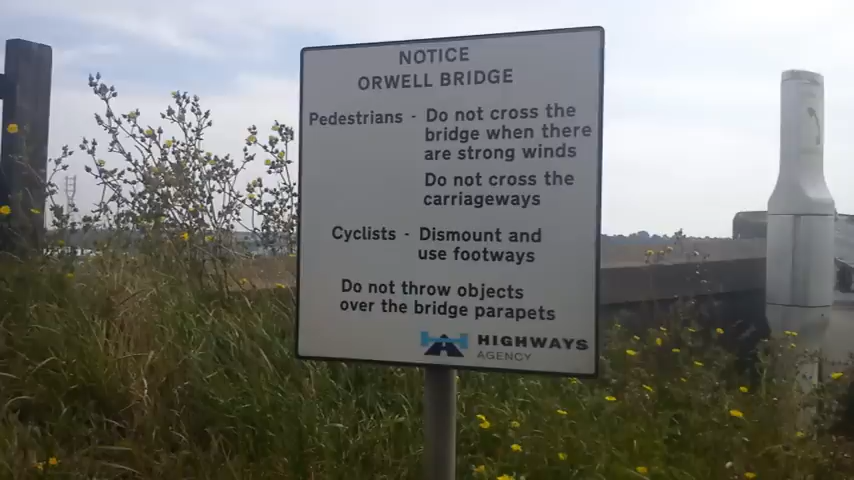 NOTICE
ORWELL BRIDGE
Pedestrians - Do not cross the
bridge when there
are strong winds
Do not cross the
carriageways
Cyclists - Dismount and
use footways
Do not throw objects
over the bridge parapets
HIGHWAYS
AGENCY